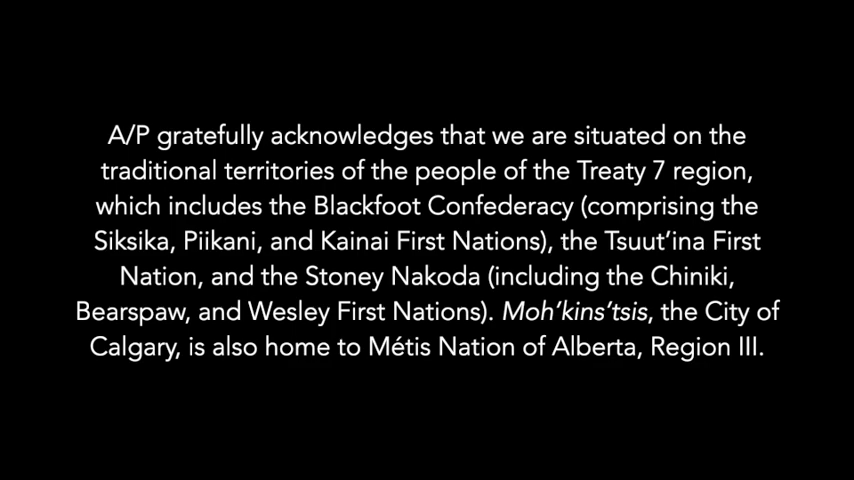 A/P gratefully acknowledges that we are situated on the
traditional territories of the people of the Treaty 7 region,
which includes the Blackfoot Confederacy (comprising the
Siksika, Piikani, and Kainai First Nations), the Tsuut’ina First
Nation, and the Stoney Nakoda (including the Chiniki,
Bearspaw, and Wesley First Nations). Moh’kins’tsis, the City of
Calgary, is also home to Métis Nation of Alberta, Region III.